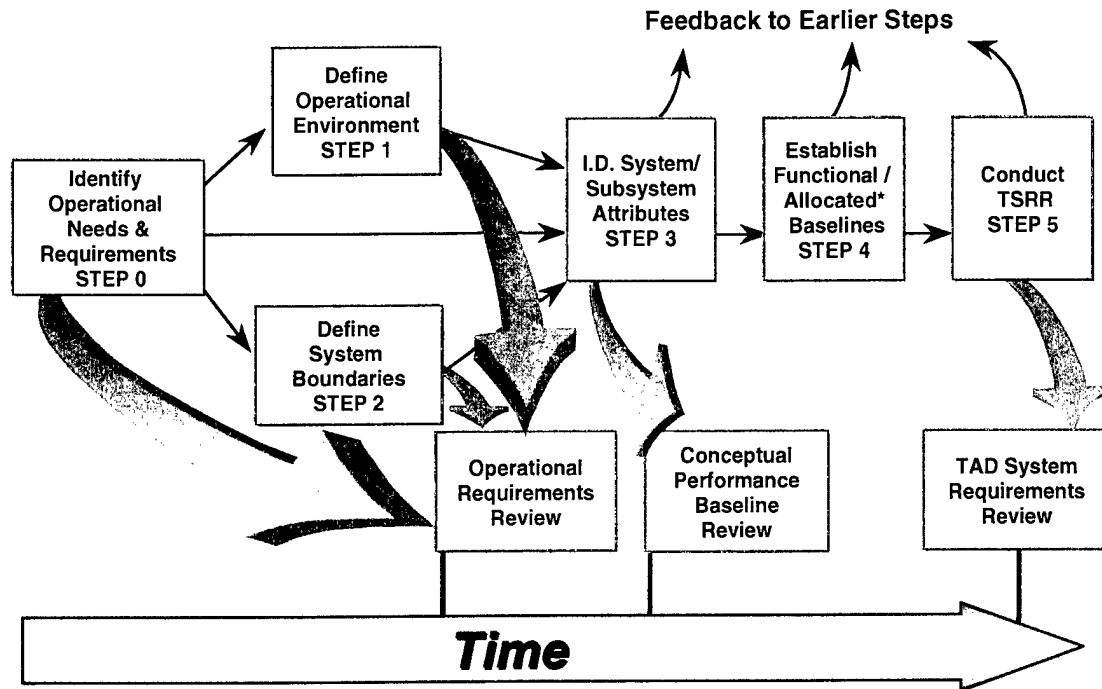 Feedback to Earlier Steps
Define
Operational
Environment
STEP 1
Identify
Operational
Needs &
Requirements
STEP 0
Define
System
Boundaries
STEP 2
I.D. System/
Subsystem
Attributes
STEP 3
Establish
Functional /
Allocated*
Baselines
STEP 4
Conduct
TSRR
STEP 5
Operational
Requirements
Review
Conceptual
Performance
Baseline
Review
TAD System
Requirements
Review
Time